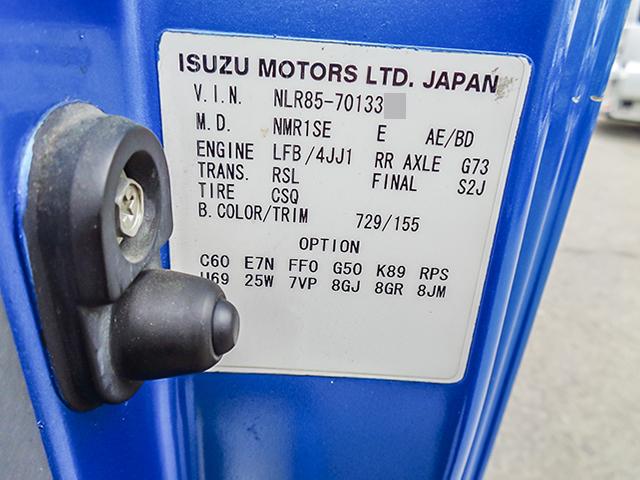 ISUZU MOTORS LTD. JAPAN
V.I.N. NLR85-70133
M.D. NMR1SE E AE/BD
ENGINE LFB/4JJ1 RR AXLE G73
TRANS. RSL FINAL S2J
TIRE CSQ
B.COLOR/TRIM 729/155
OPTION
C60 E7N FF0 G50 K89 RPS
U69 25W 7VP 8GJ 8GR 8JM